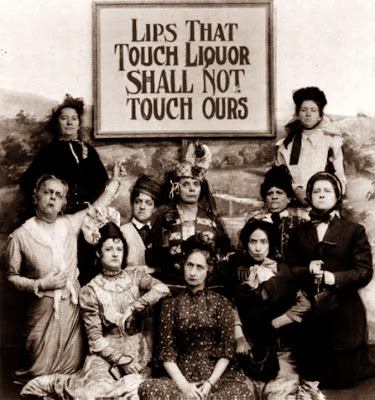 LIPS THAT
TOUCH LIQUOR
SHALL NOT
TOUCH OURS